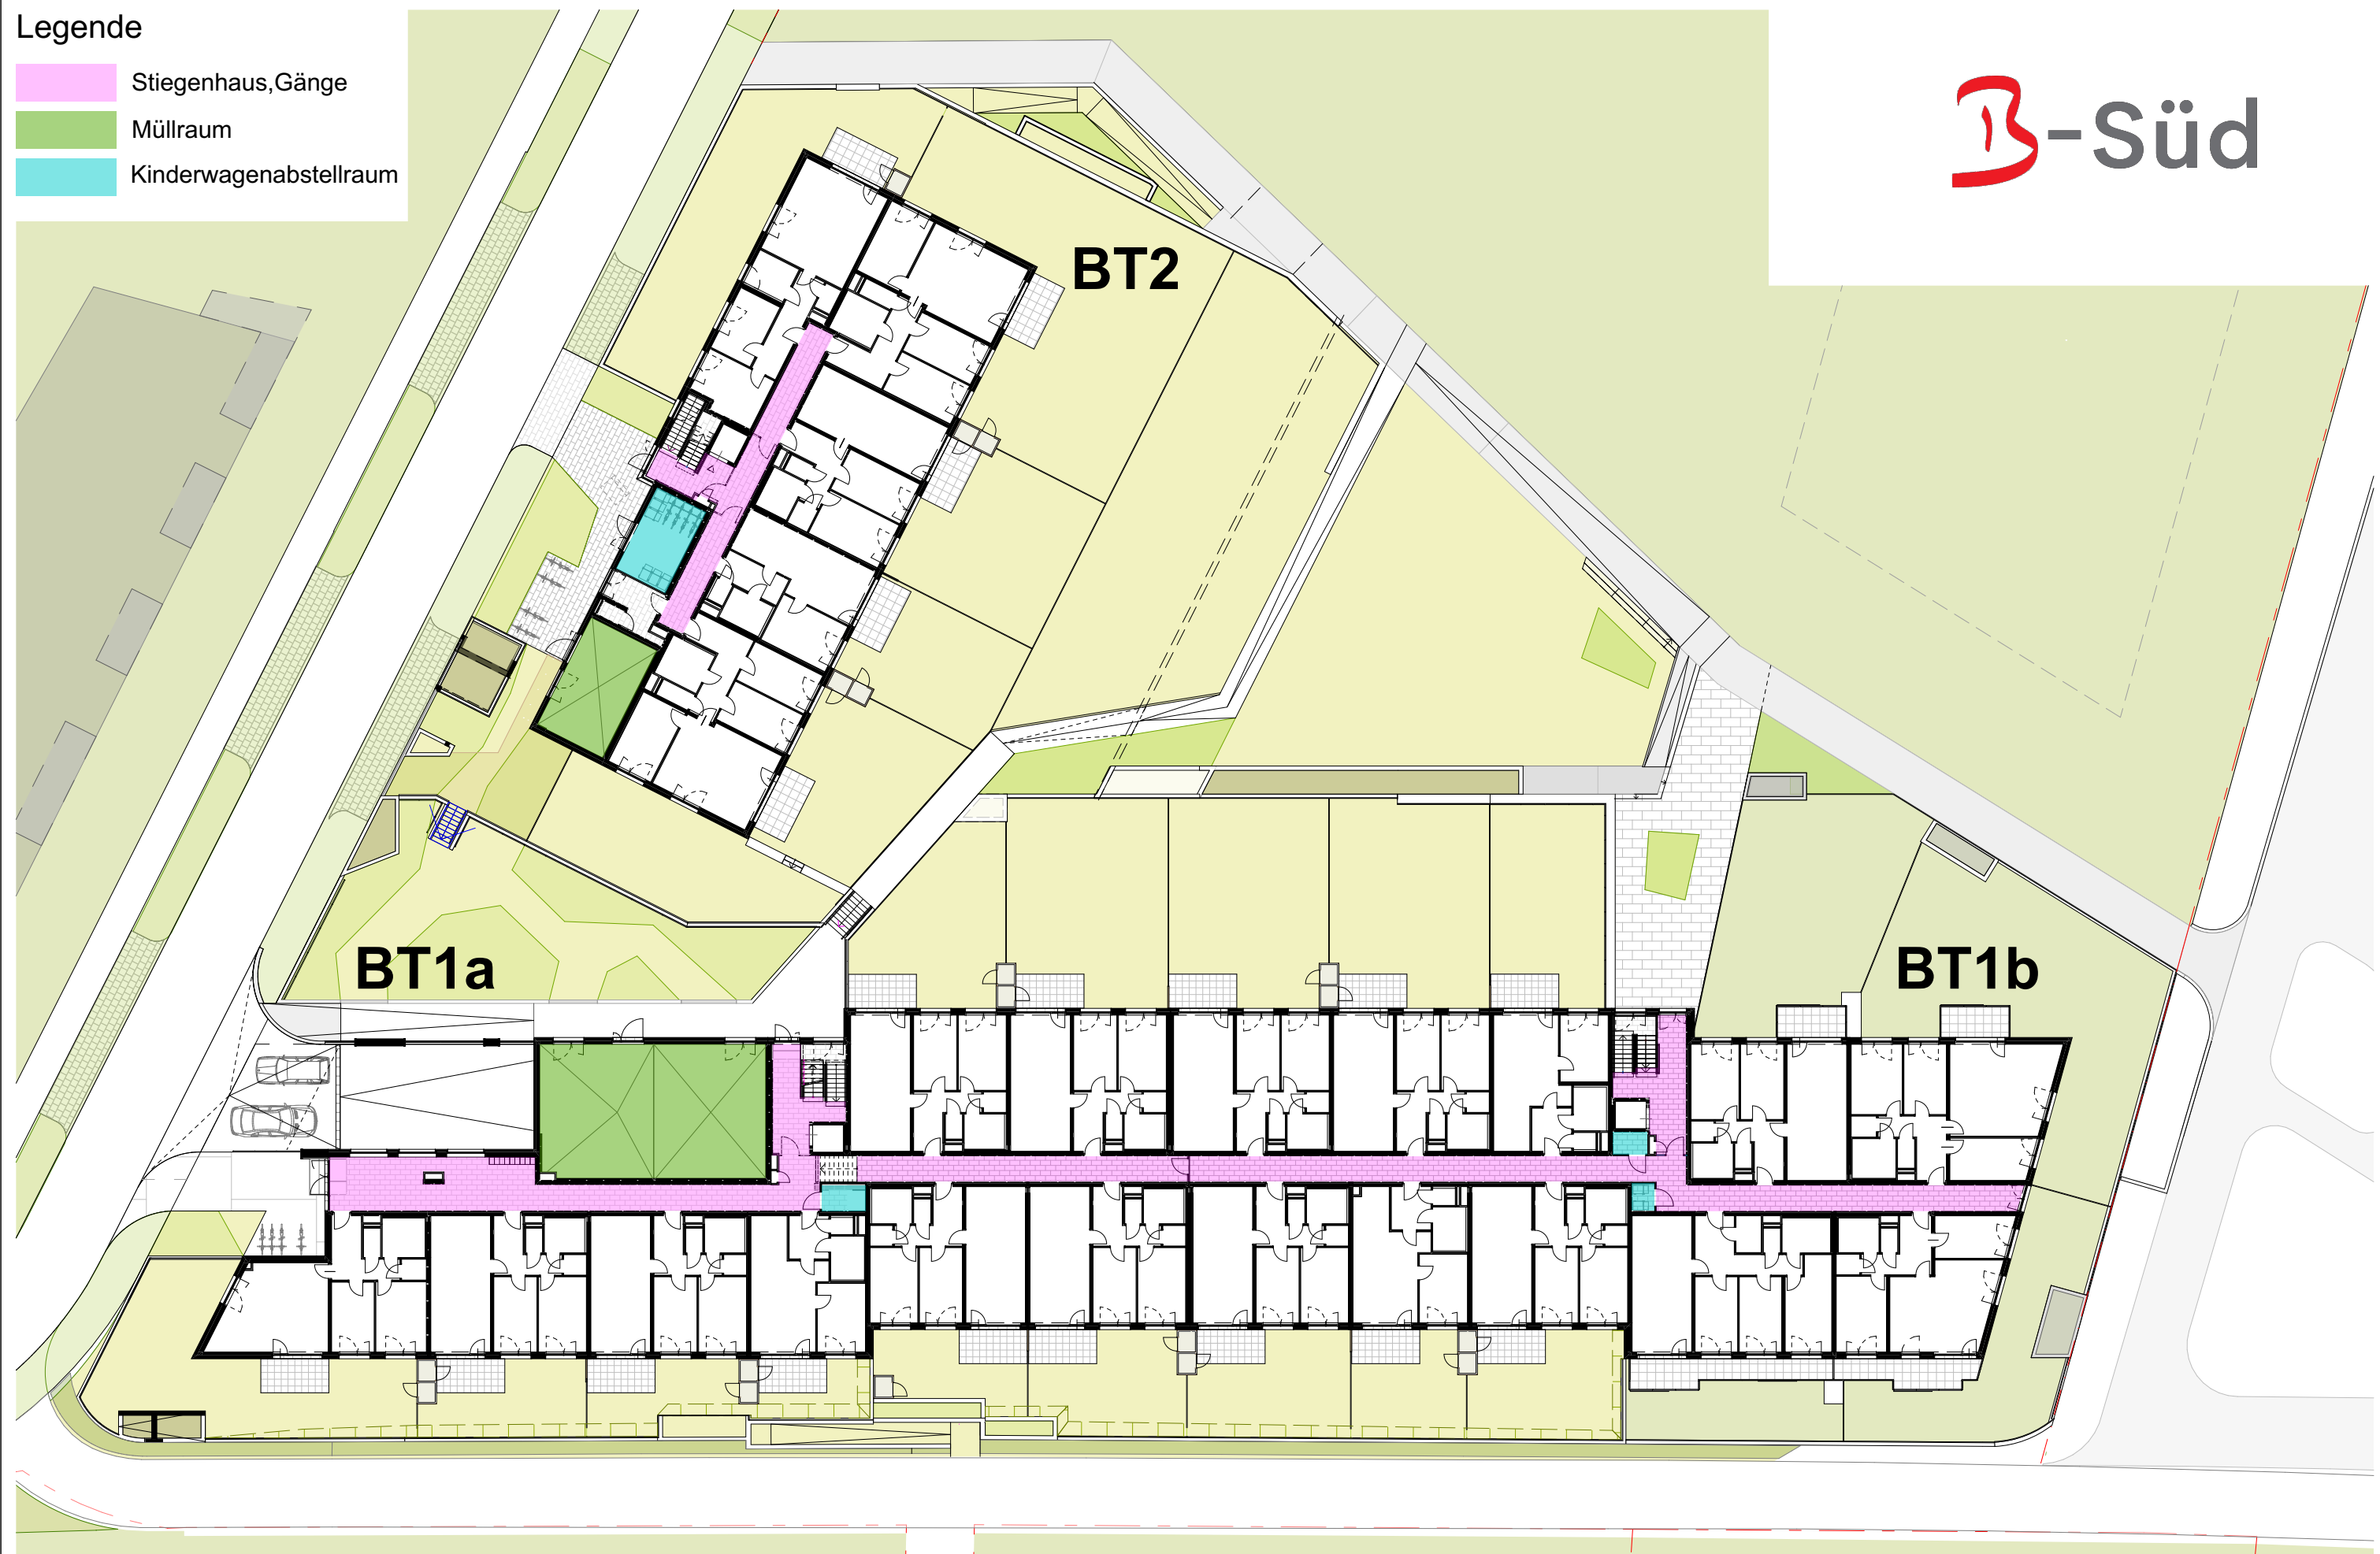 Legende
Stiegenhaus,Gänge
Müllraum
Kinderwagenabstellraum
B-Süd
BT2
BT1a
BT1b